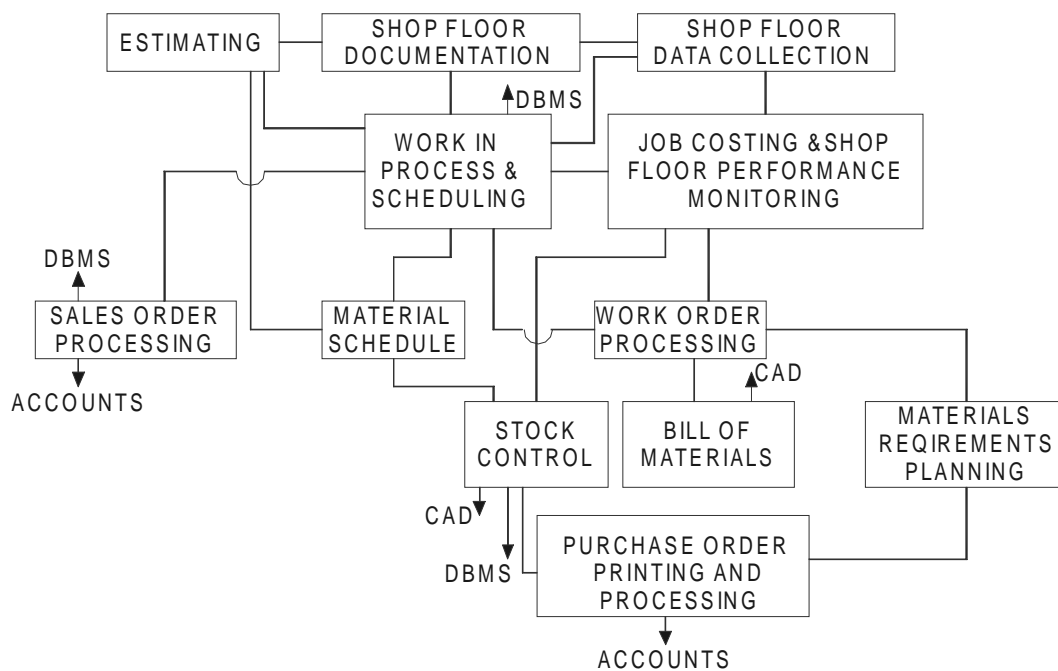 ESTIMATING
SHOP FLOOR
DOCUMENTATION
SHOP FLOOR
DATA COLLECTION
DBMS
WORK IN
PROCESS &
SCHEDULING
JOB COSTING &SHOP
FLOOR PERFORMANCE
MONITORING
DBMS
SALES ORDER
PROCESSING
ACCOUNTS
MATERIAL
SCHEDULE
WORK ORDER
PROCESSING
CAD
STOCK
CONTROL
BILL OF
MATERIALS
MATERIALS
REQIREMENTS
PLANNING
CAD
DBMS
PURCHASE ORDER
PRINTING AND
PROCESSING
ACCOUNTS